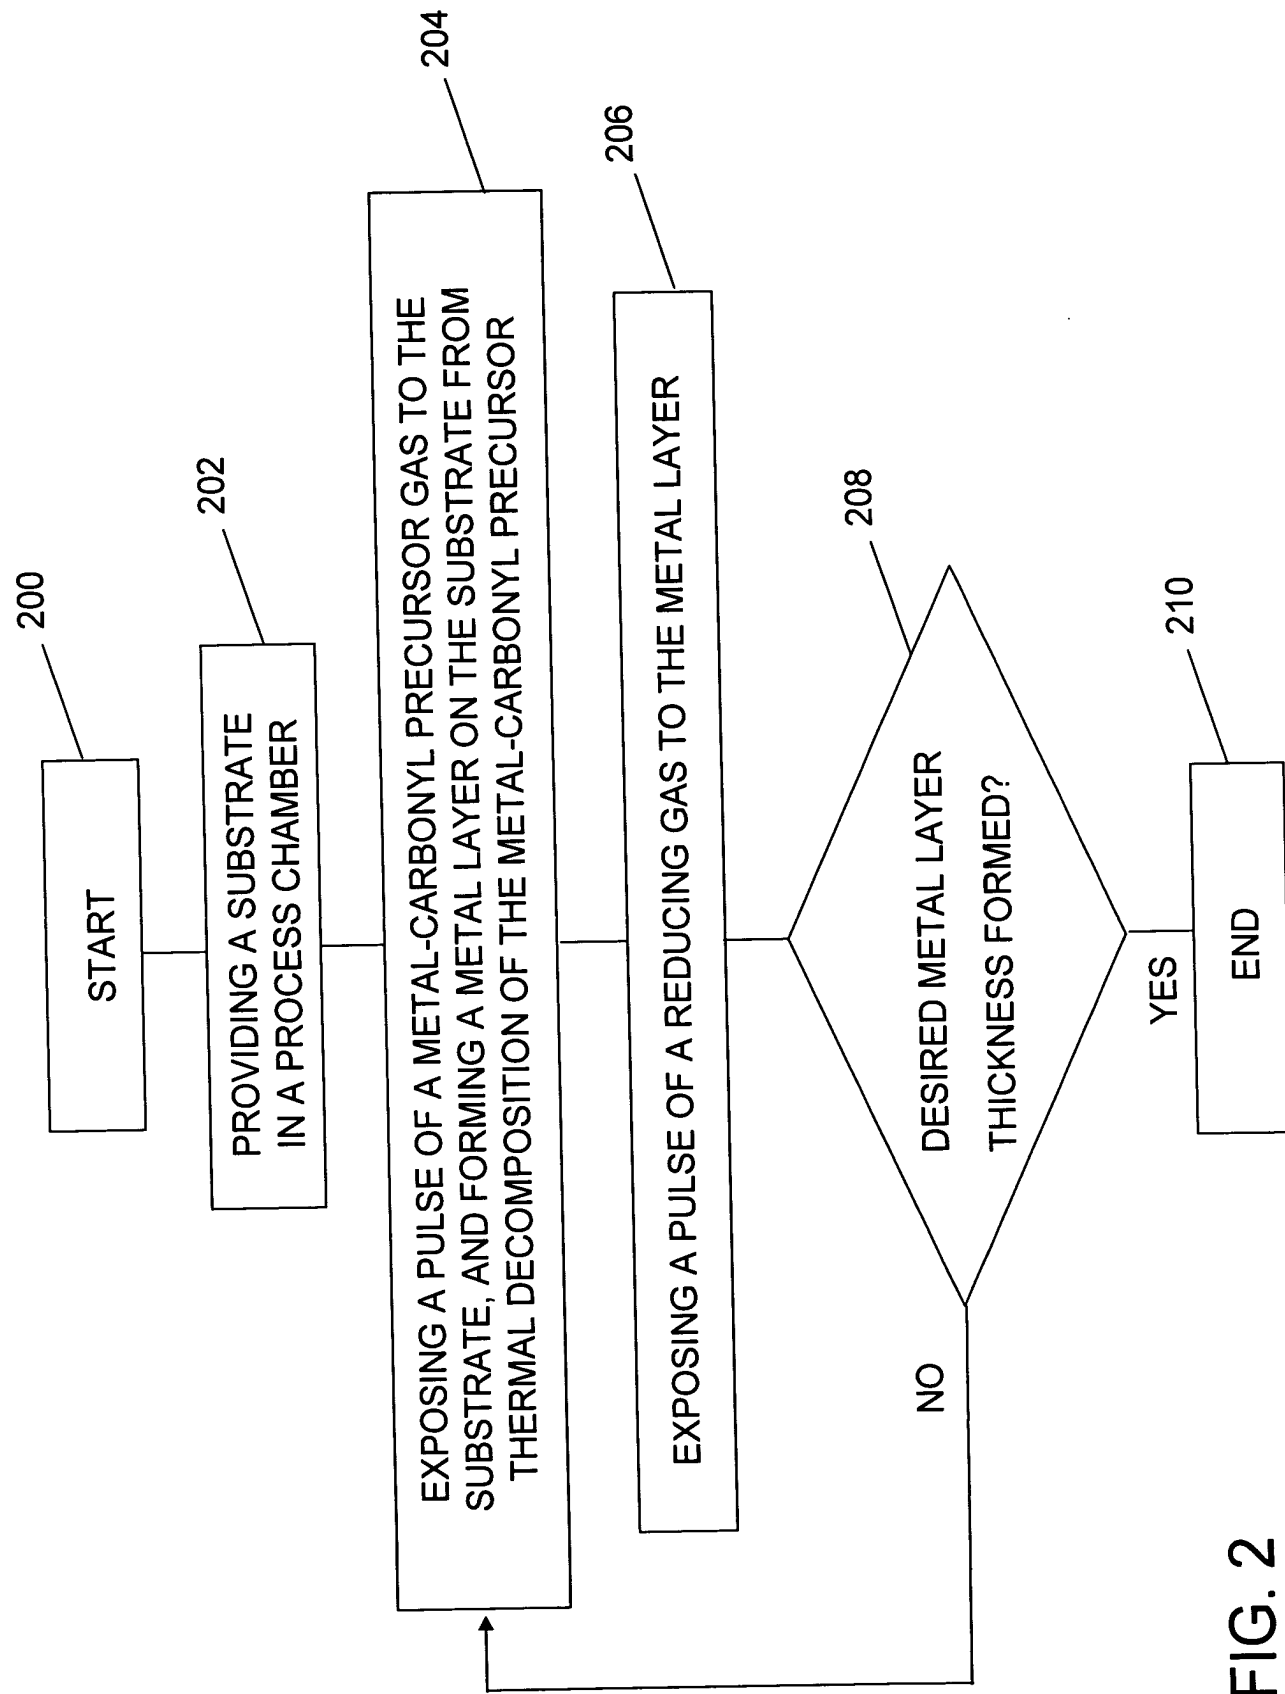 200
START
202
PROVIDING A SUBSTRATE
IN A PROCESS CHAMBER
204
EXPOSING A PULSE OF A METAL-CARBONYL PRECURSOR GAS TO THE
SUBSTRATE, AND FORMING A METAL LAYER ON THE SUBSTRATE FROM
THERMAL DECOMPOSITION OF THE METAL-CARBONYL PRECURSOR
206
EXPOSING A PULSE OF A REDUCING GAS TO THE METAL LAYER
208
DESIRED METAL LAYER
THICKNESS FORMED?
NO
YES
210
END
FIG. 2